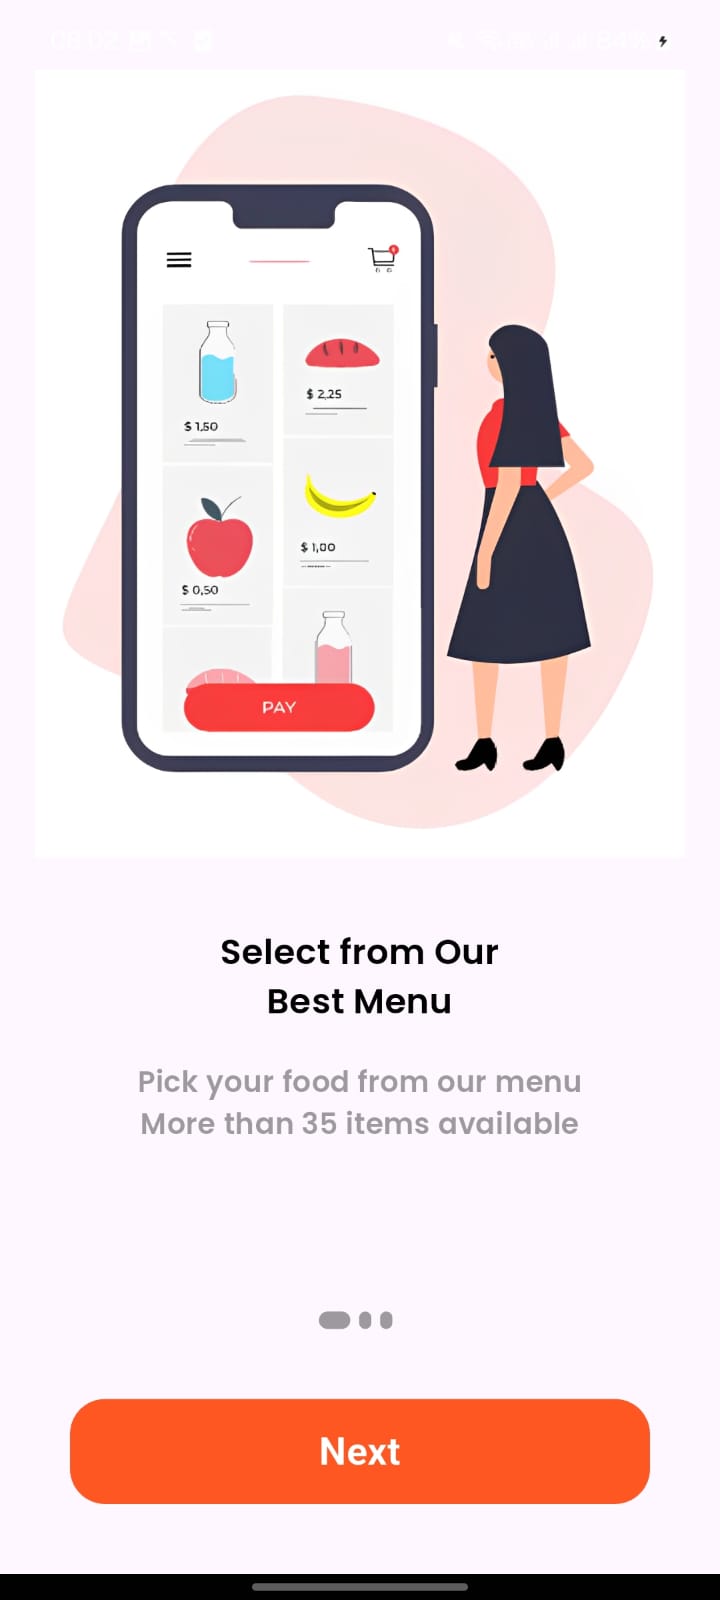 $ 1,50
$ 2,25
$ 0,50
$ 1,00
PAY
Select from Our
Best Menu
Pick your food from our menu
More than 35 items available
Next